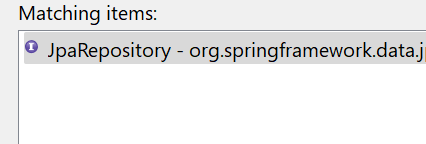 Matching items:
JpaRepository - org.springframework.data.j